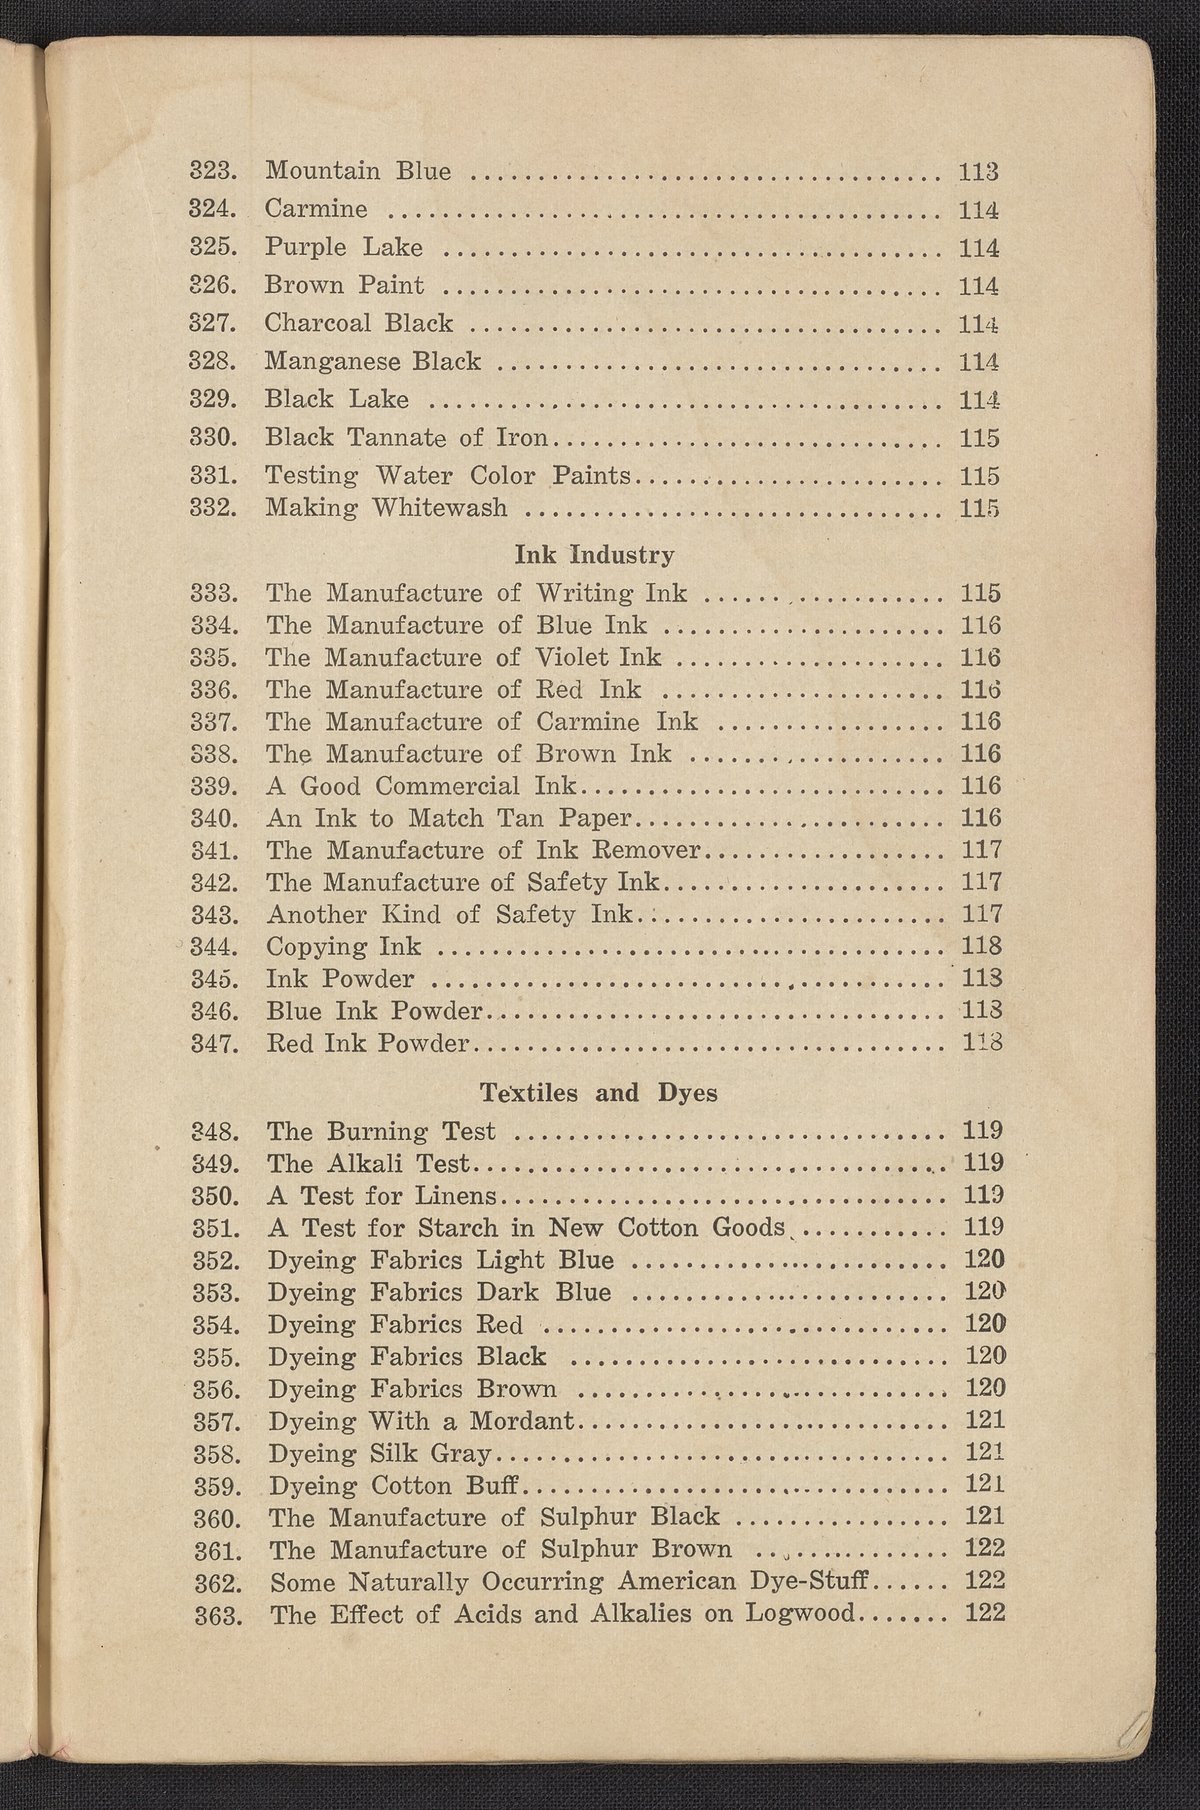 323. Mountain Blue ................................... 113
324. Carmine ......................................... 114
325. Purple Lake ..................................... 114
326. Brown Paint ..................................... 114
327. Charcoal Black ................................... 114
328. Manganese Black ................................. 114
329. Black Lake ...................................... 114
330. Black Tannate of Iron............................. 115
331. Testing Water Color Paints....................... 115
332. Making Whitewash ............................... 115
Ink Industry
333. The Manufacture of Writing Ink .................. 115
334. The Manufacture of Blue Ink ..................... 116
335. The Manufacture of Violet Ink .................... 116
336. The Manufacture of Red Ink ..................... 116
337. The Manufacture of Carmine Ink ................. 116
338. The Manufacture of Brown Ink ................... 116
339. A Good Commercial Ink........................... 116
340. An Ink to Match Tan Paper....................... 116
341. The Manufacture of Ink Remover.................. 117
342. The Manufacture of Safety Ink..................... 117
343. Another Kind of Safety Ink....................... 117
344. Copying Ink ...................................... 118
345. Ink Powder ...................................... 118
346. Blue Ink Powder.................................. 118
347. Red Ink Powder................................... 118
Textiles and Dyes
348. The Burning Test ................................ 119
349. The Alkali Test................................... 119
350. A Test for Linens................................. 119
351. A Test for Starch in New Cotton Goods ........... 119
352. Dyeing Fabrics Light Blue ........................ 120
353. Dyeing Fabrics Dark Blue ........................ 120
354. Dyeing Fabrics Red .............................. 120
355. Dyeing Fabrics Black ............................ 120
356. Dyeing Fabrics Brown ............................ 120
357. Dyeing With a Mordant............................ 121
358. Dyeing Silk Gray.................................. 121
359. Dyeing Cotton Buff................................ 121
360. The Manufacture of Sulphur Black ................ 121
361. The Manufacture of Sulphur Brown ............... 122
362. Some Naturally Occurring American Dye-Stuff...... 122
363. The Effect of Acids and Alkalies on Logwood....... 122